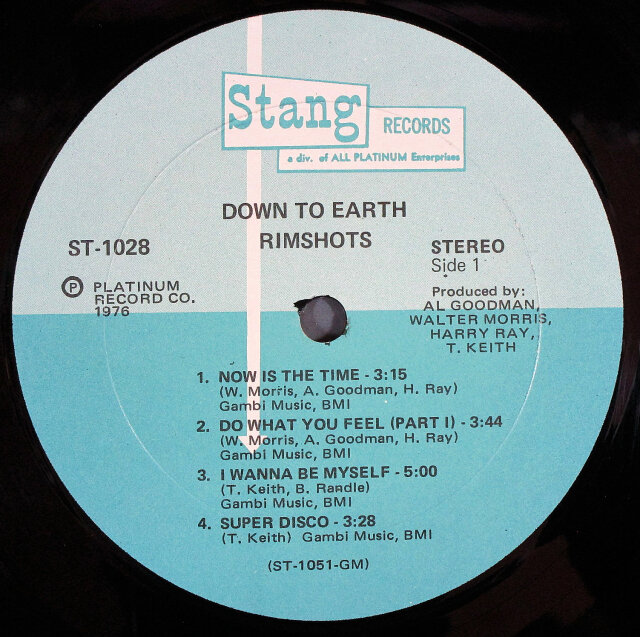 Stang
RECORDS
a div. of ALL PLATINUM Enterprises
DOWN TO EARTH
RIMSHOTS
ST-1028
STEREO
Side 1
Ⓟ PLATINUM
RECORD CO.
1976
Produced by:
AL GOODMAN,
WALTER MORRIS,
HARRY RAY,
T. KEITH
1. NOW IS THE TIME - 3:15
(W. Morris, A. Goodman, H. Ray)
Gambi Music, BMI
2. DO WHAT YOU FEEL (PART I) - 3:44
(W. Morris, A. Goodman, H. Ray)
Gambi Music, BMI
3. I WANNA BE MYSELF - 5:00
(T. Keith, B. Randle)
Gambi Music, BMI
4. SUPER DISCO - 3:28
(T. Keith) Gambi Music, BMI
(ST-1051-GM)